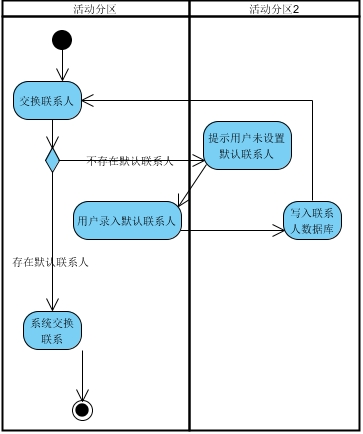 活动分区
活动分区2
交换联系人
不存在默认联系人
提示用户未设置
默认联系人
用户录入默认联系人
写入联系
人数据库
存在默认联系人
系统交换
联系